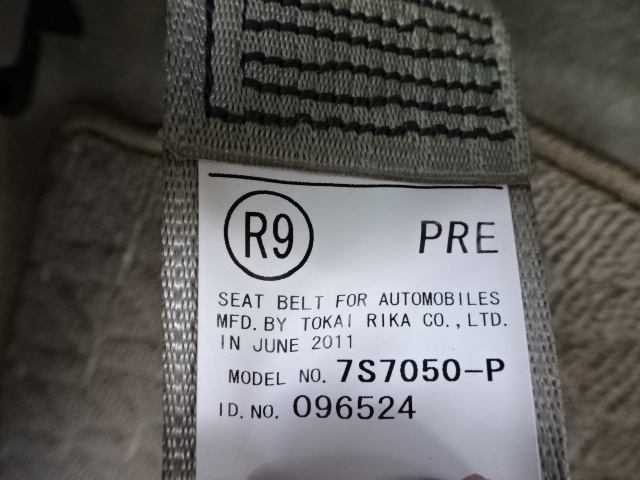 R9 PRE
SEAT BELT FOR AUTOMOBILES
MFD. BY TOKAI RIKA CO., LTD.
IN JUNE 2011
MODEL NO. 7S7050-P
ID. NO. 096524